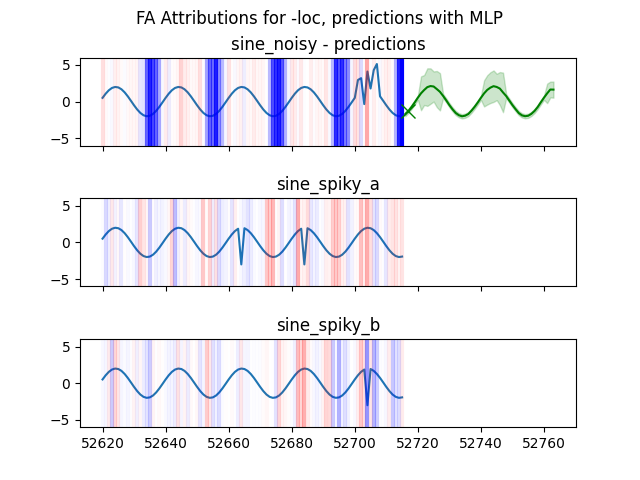 FA Attributions for -loc, predictions with MLP
sine_noisy - predictions
5
0
−5
sine_spiky_a
5
0
−5
sine_spiky_b
5
0
−5
52620 52640 52660 52680 52700 52720 52740 52760